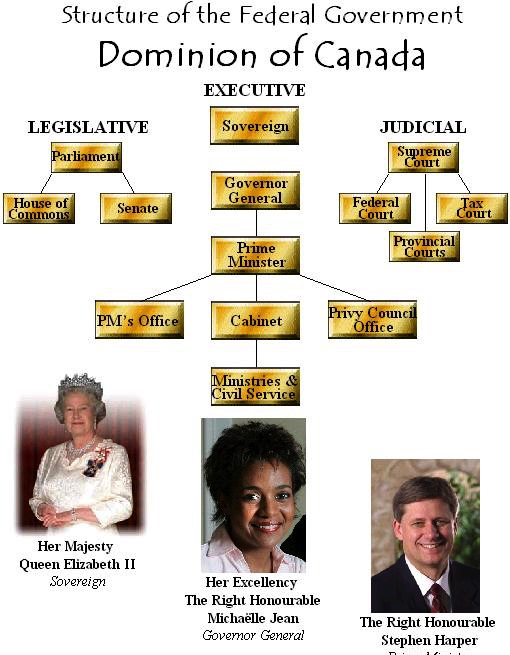 Structure of the Federal Government
Dominion of Canada
EXECUTIVE
Sovereign
Governor
General
Prime
Minister
PM's Office
Cabinet
Privy Council
Office
Ministries &
Civil Service
LEGISLATIVE
Parliament
House of
Commons
Senate
JUDICIAL
Supreme
Court
Federal
Court
Tax
Court
Provincial
Courts
Her Majesty
Queen Elizabeth II
Sovereign
Her Excellency
The Right Honourable
Michaëlle Jean
Governor General
The Right Honourable
Stephen Harper